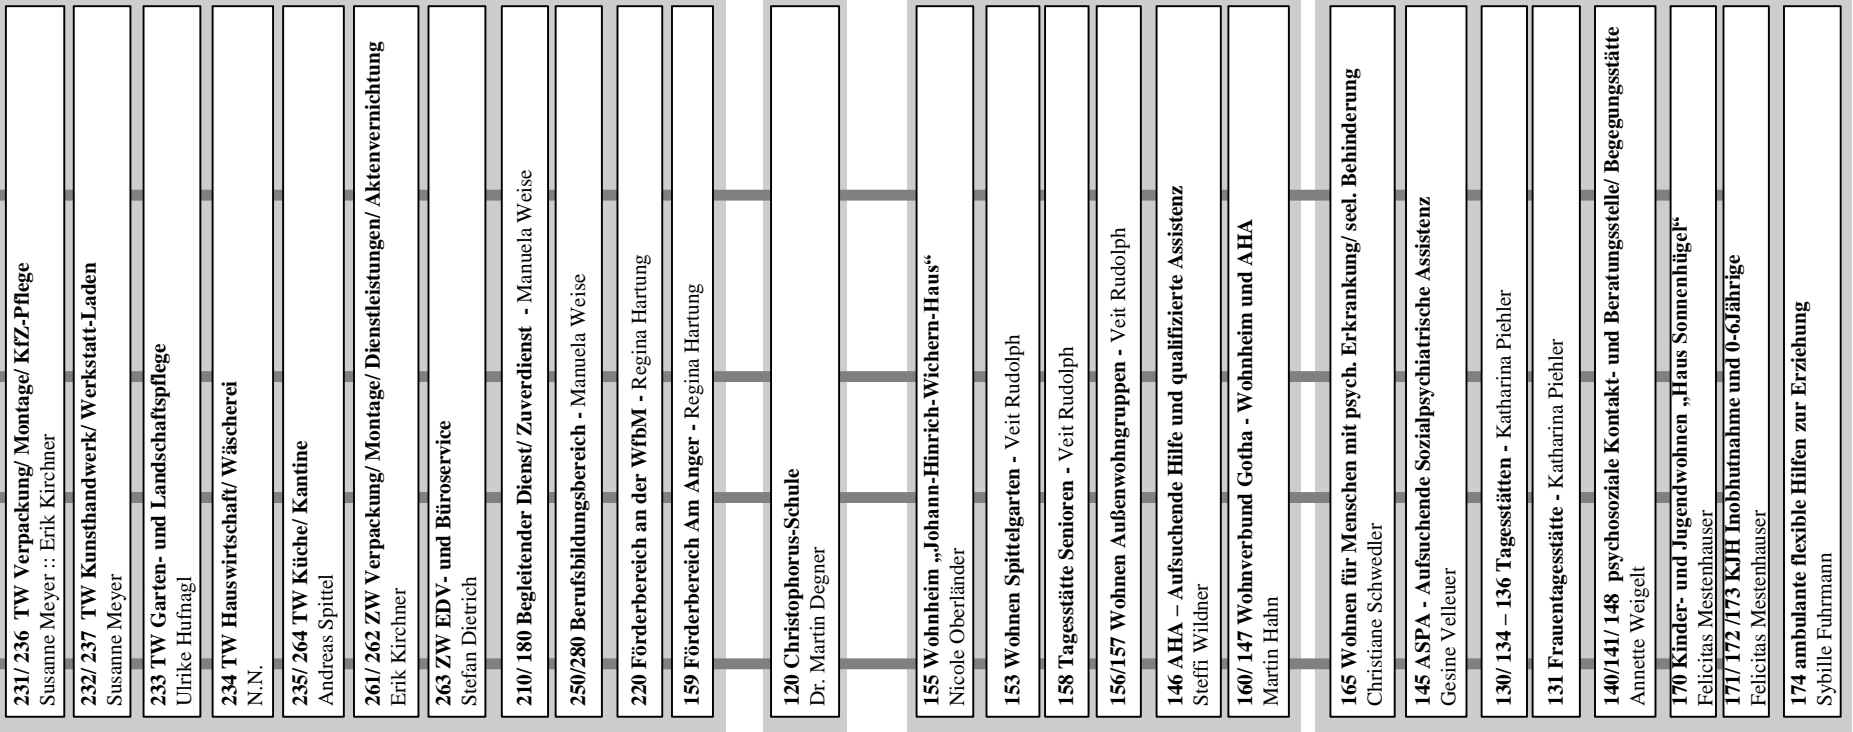 231/ 236 TW Verpackung/ Montage/ KfZ-Pflege
Susanne Meyer :: Erik Kirchner
232/ 237 TW Kunsthandwerk/ Werkstatt-Laden
Susanne Meyer
233 TW Garten- und Landschaftspflege
Ulrike Hufnagl
234 TW Hauswirtschaft/ Wäscherei
N.N.
235/ 264 TW Küche/ Kantine
Andreas Spittel
261/ 262 ZW Verpackung/ Montage/ Dienstleistungen/ Aktenvernichtung
Erik Kirchner
263 ZW EDV- und Büroservice
Stefan Dietrich
210/ 180 Begleitender Dienst/ Zuverdienst - Manuela Weise
250/280 Berufsbildungsbereich - Manuela Weise
220 Förderbereich an der WfbM - Regina Hartung
159 Förderbereich Am Anger - Regina Hartung
120 Christophorus-Schule
Dr. Martin Degner
155 Wohnheim „Johann-Hinrich-Wichern-Haus“
Nicole Oberländer
153 Wohnen Spittelgarten - Veit Rudolph
158 Tagesstätte Senioren - Veit Rudolph
156/157 Wohnen Außenwohngruppen - Veit Rudolph
146 AHA – Aufsuchende Hilfe und qualifizierte Assistenz
Steffi Wildner
160/ 147 Wohnverbund Gotha - Wohnheim und AHA
Martin Hahn
165 Wohnen für Menschen mit psych. Erkrankung/ seel. Behinderung
Christiane Schwedler
145 ASPA - Aufsuchende Sozialpsychiatrische Assistenz
Gesine Velleuer
130/ 134 – 136 Tagesstätten - Katharina Piehler
131 Frauentagesstätte - Katharina Piehler
140/141/ 148 psychosoziale Kontakt- und Beratungsstelle/ Begegungsstätte
Annette Weigelt
170 Kinder- und Jugendwohnen „Haus Sonnenhügel“
Felicitas Mestenhauser
171/ 172 /173 KJH Inobhutnahme und 0-6Jährige
Felicitas Mestenhauser
174 ambulante flexible Hilfen zur Erziehung
Sybille Fuhrmann